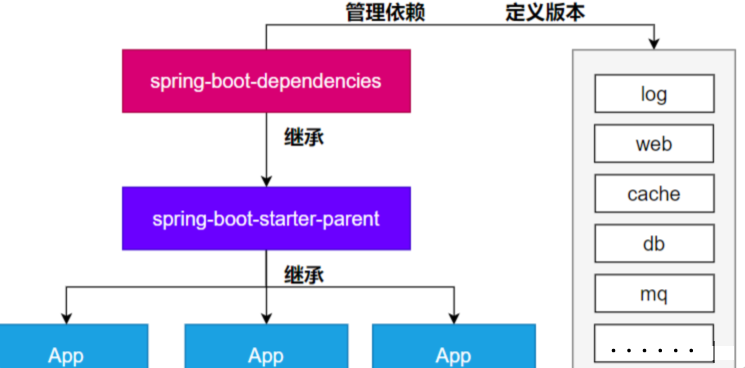 管理依赖 定义版本
spring-boot-dependencies
log
继承
web
cache
spring-boot-starter-parent
db
继承
mq
......
App App App